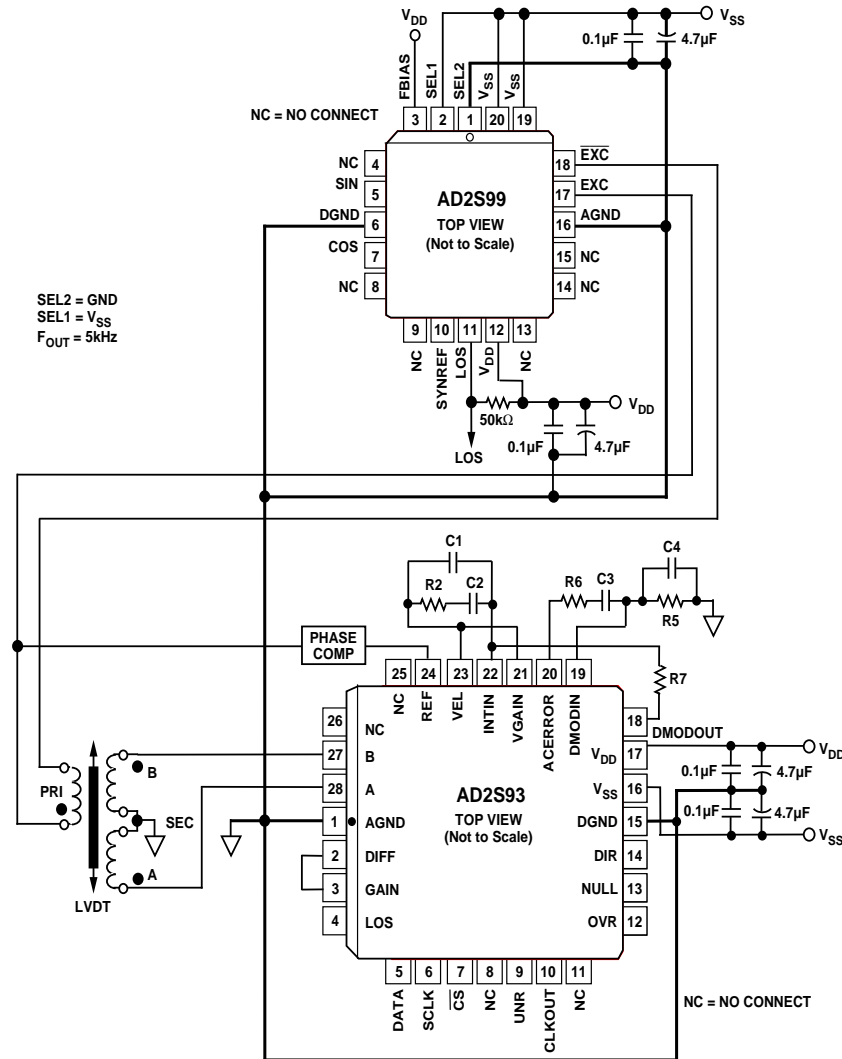 VDD
VSS
0.1µF
4.7µF
FBIAS
SEL1
SEL2
VSS
VSS
NC = NO CONNECT
3
2
1
20
19
NC
4
SIN
5
DGND
6
COS
7
NC
8
AD2S99
TOP VIEW
(Not to Scale)
18
EXC
17
EXC
16
AGND
15
NC
14
NC
SEL2 = GND
SEL1 = VSS
FOUT = 5kHz
9
10
11
12
13
NC
SYNREF
LOS
VDD
NC
50kΩ
VDD
0.1µF
4.7µF
LOS
C1
R2
C2
R6
C3
C4
R5
PHASE
COMP
R7
25
24
23
22
21
20
19
NC
REF
VEL
INTIN
VGAIN
ACERROR
DMODIN
26
NC
27
B
28
A
1
AGND
2
DIFF
3
GAIN
4
LOS
AD2S93
TOP VIEW
(Not to Scale)
18
DMODOUT
VDD
17
VSS
16
DGND
15
DIR
14
NULL
13
OVR
12
VDD
0.1µF
4.7µF
0.1µF
4.7µF
VSS
PRI
B
SEC
A
LVDT
5
6
7
8
9
10
11
DATA
SCLK
CS
NC
UNR
CLKOUT
NC
NC = NO CONNECT